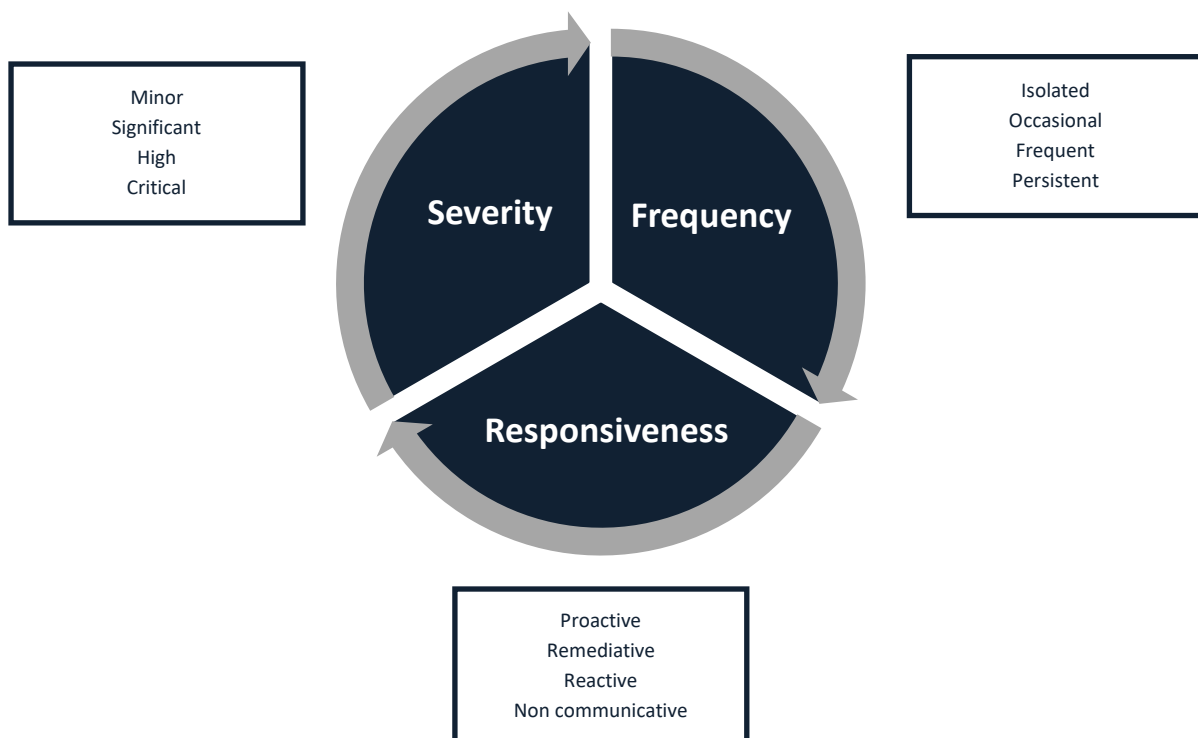 Minor
Significant
High
Critical
Severity
Frequency
Isolated
Occasional
Frequent
Persistent
Responsiveness
Proactive
Remediative
Reactive
Non communicative